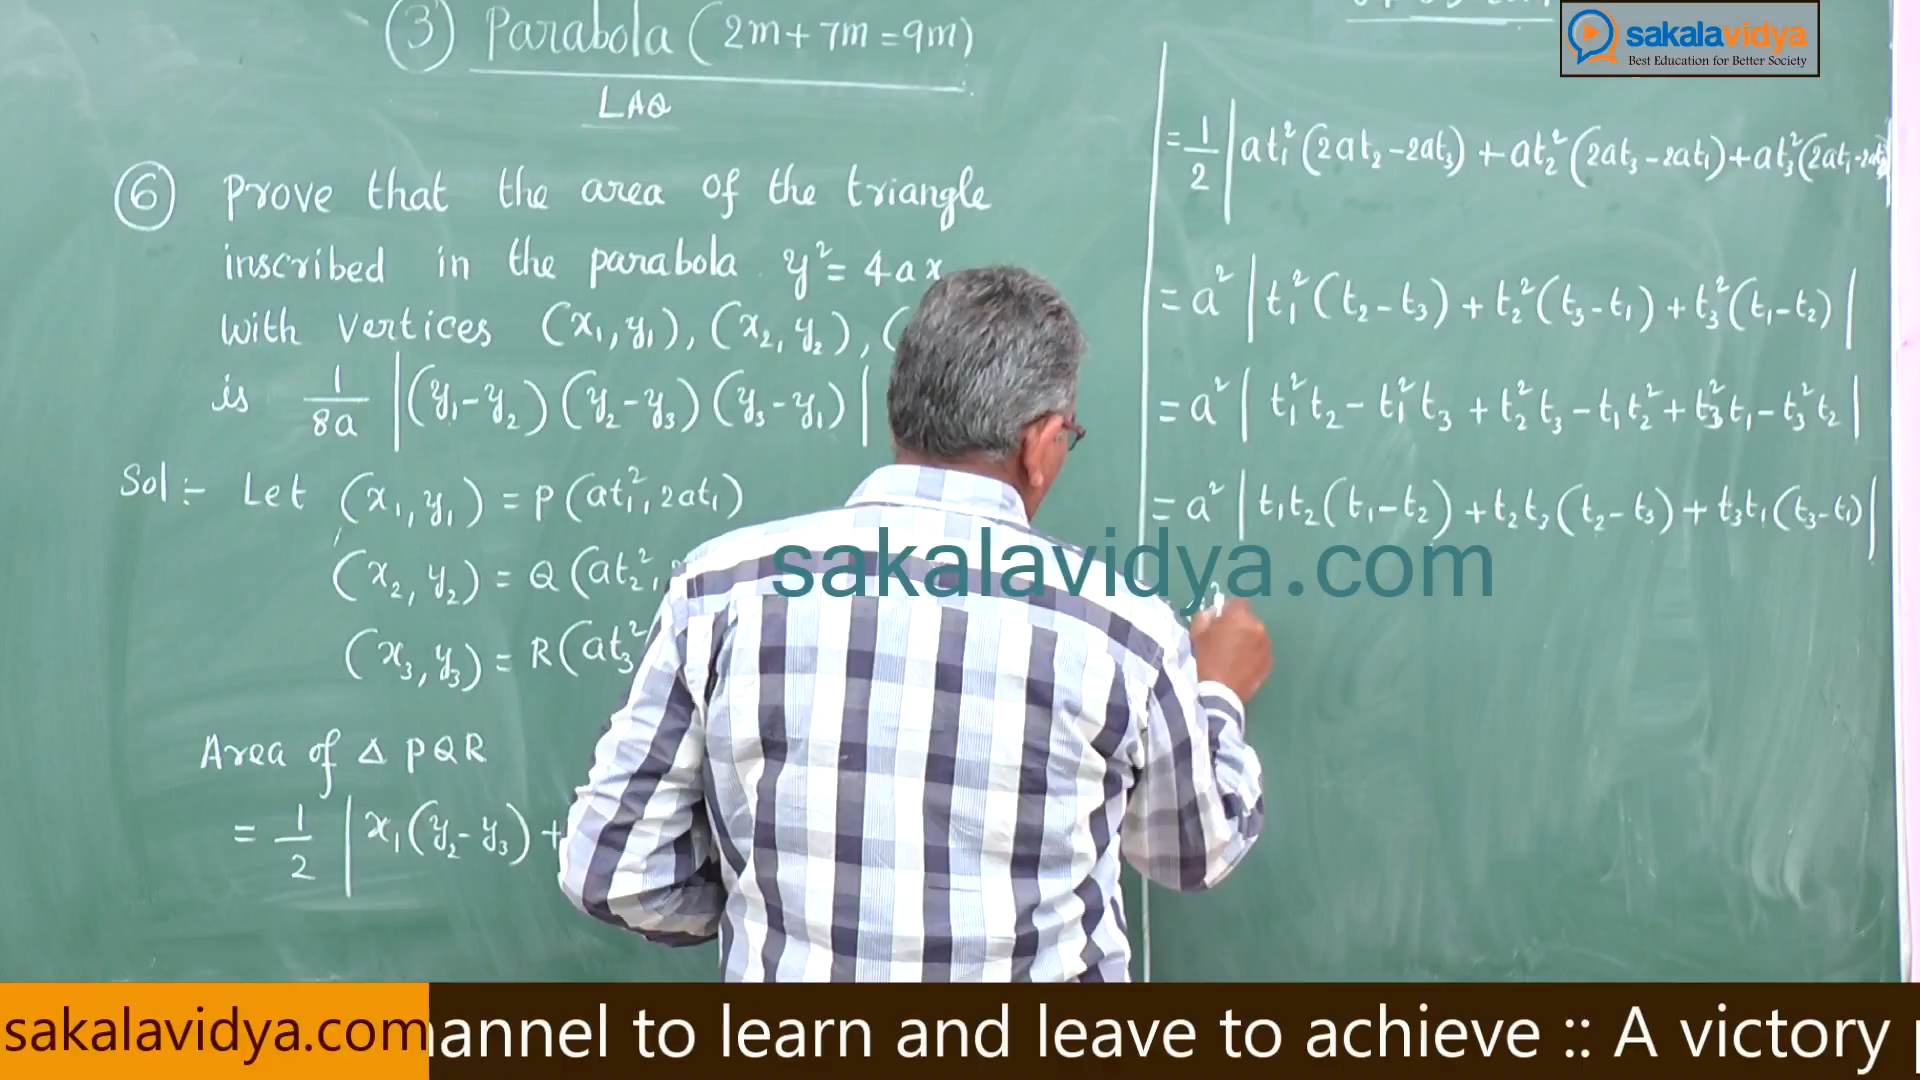 ③ Parabola (2m+7m=9m)
LAQ
⑥ Prove that the area of the triangle
inscribed in the parabola y²=4ax
with vertices (x₁,y₁), (x₂,y₂), (
is 1/8a |(y₁-y₂)(y₂-y₃)(y₃-y₁)|
Sol:- Let (x₁,y₁) = P(at₁²,2at₁)
(x₂,y₂) = Q(at₂²,
(x₃,y₃) = R(at₃²
Area of Δ PQR
= 1/2 | x₁(y₂-y₃) +
= 1/2 | at₁²(2at₂-2at₃) + at₂²(2at₃-2at₁) + at₃²(2at₁-2at₂)|
= a² | t₁²(t₂-t₃) + t₂²(t₃-t₁) + t₃²(t₁-t₂) |
= a² | t₁²t₂ - t₁²t₃ + t₂²t₃ - t₁t₂² + t₃²t₁ - t₃²t₂ |
= a² | t₁t₂(t₁-t₂) + t₂t₃(t₂-t₃) + t₃t₁(t₃-t₁)|
sakalavidya
Best Education for Better Society
sakalavidya.com
sakalavidya.com
hannel to learn and leave to achieve :: A victory